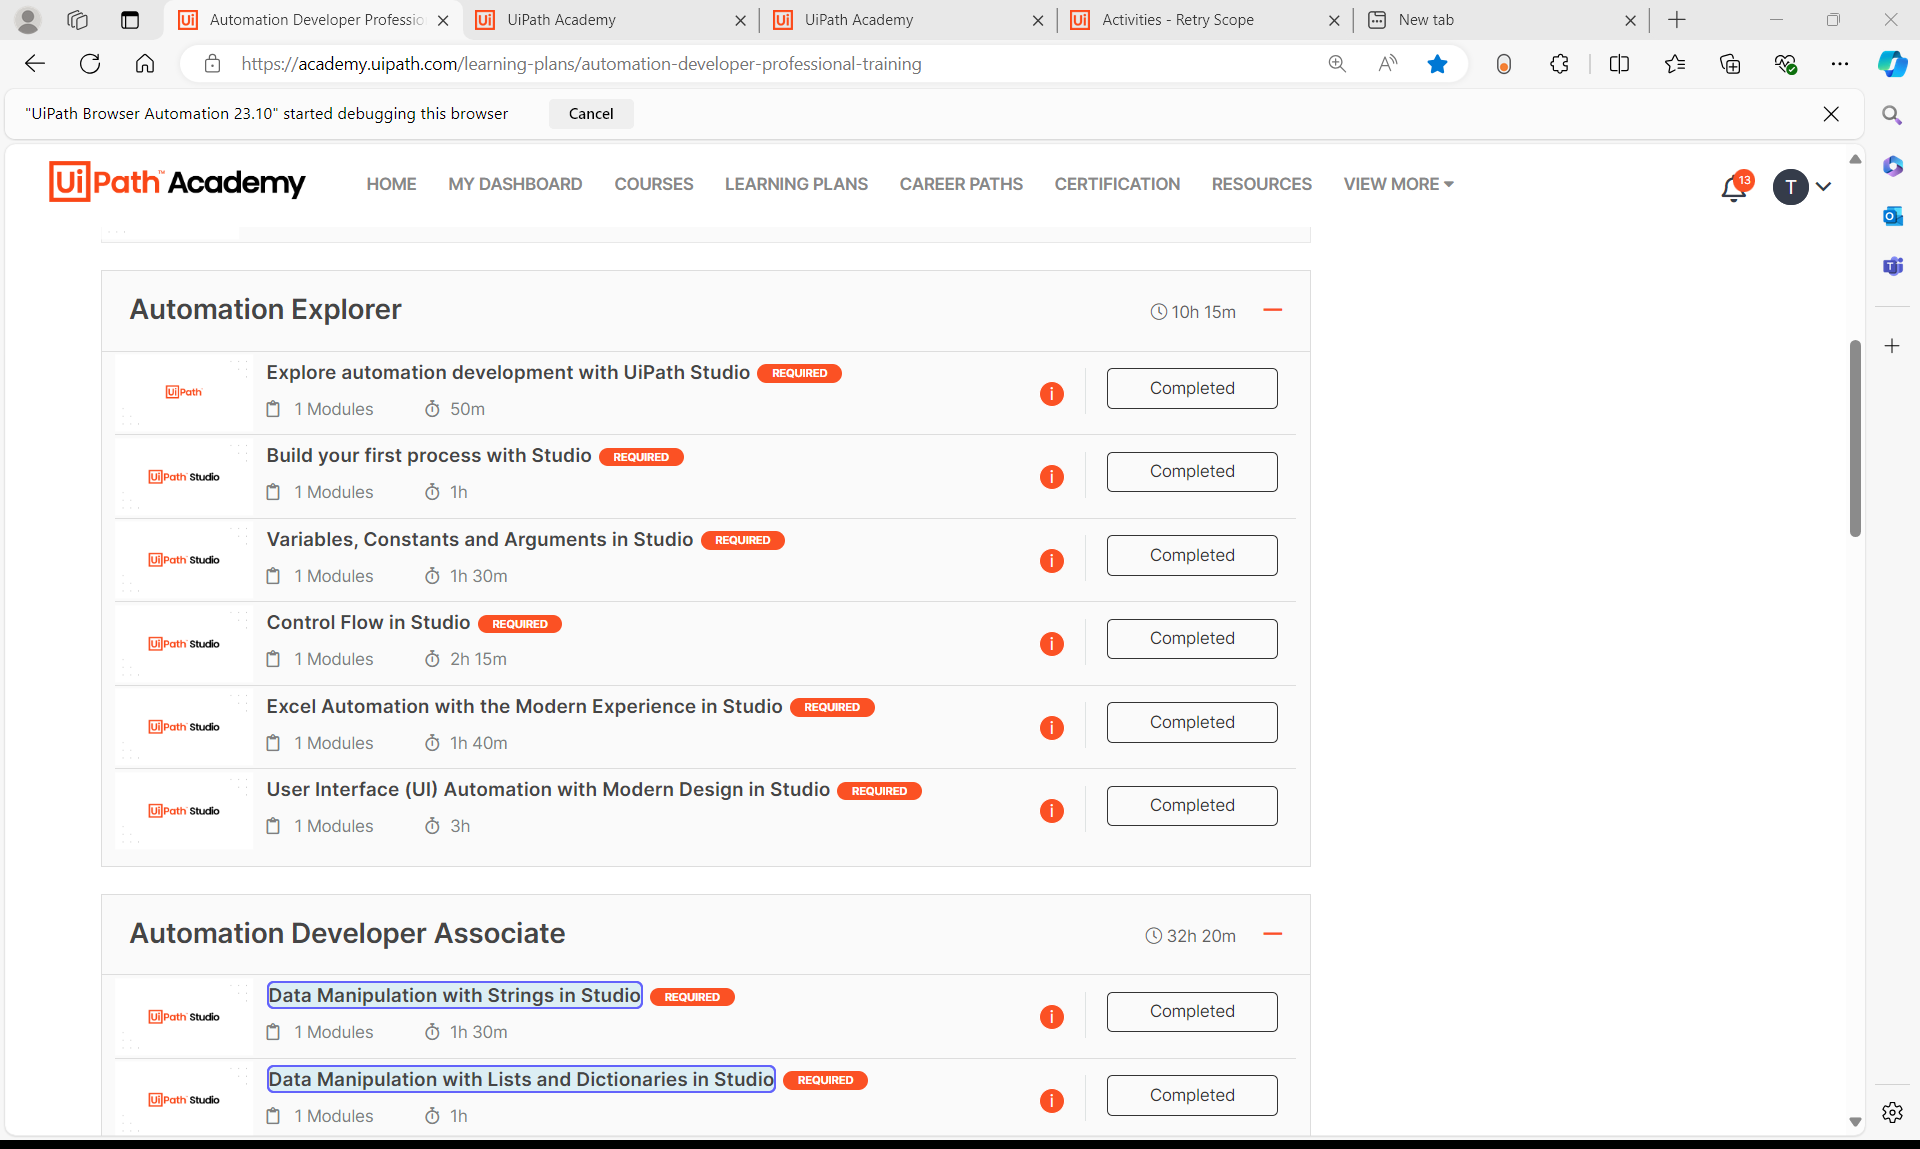 Automation Developer Professio
UiPath Academy
UiPath Academy
Activities - Retry Scope
New tab
https://academy.uipath.com/learning-plans/automation-developer-professional-training
"UiPath Browser Automation 23.10" started debugging this browser
Cancel
UiPath™ Academy
HOME
MY DASHBOARD
COURSES
LEARNING PLANS
CAREER PATHS
CERTIFICATION
RESOURCES
VIEW MORE
13
T
Automation Explorer
10h 15m
UiPath
Explore automation development with UiPath Studio REQUIRED
1 Modules 50m
Completed
UiPath Studio
Build your first process with Studio REQUIRED
1 Modules 1h
Completed
UiPath Studio
Variables, Constants and Arguments in Studio REQUIRED
1 Modules 1h 30m
Completed
UiPath Studio
Control Flow in Studio REQUIRED
1 Modules 2h 15m
Completed
UiPath Studio
Excel Automation with the Modern Experience in Studio REQUIRED
1 Modules 1h 40m
Completed
UiPath Studio
User Interface (UI) Automation with Modern Design in Studio REQUIRED
1 Modules 3h
Completed
Automation Developer Associate
32h 20m
UiPath Studio
Data Manipulation with Strings in Studio REQUIRED
1 Modules 1h 30m
Completed
UiPath Studio
Data Manipulation with Lists and Dictionaries in Studio REQUIRED
1 Modules 1h
Completed